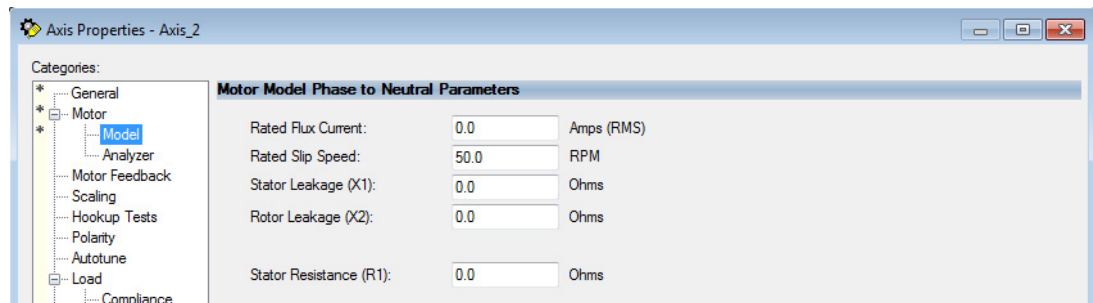 Axis Properties - Axis_2
Categories:
* General
* Motor
* Model
Analyzer
Motor Feedback
Scaling
Hookup Tests
Polarity
Autotune
Load
Compliance
Motor Model Phase to Neutral Parameters
Rated Flux Current: 0.0 Amps (RMS)
Rated Slip Speed: 50.0 RPM
Stator Leakage (X1): 0.0 Ohms
Rotor Leakage (X2): 0.0 Ohms
Stator Resistance (R1): 0.0 Ohms